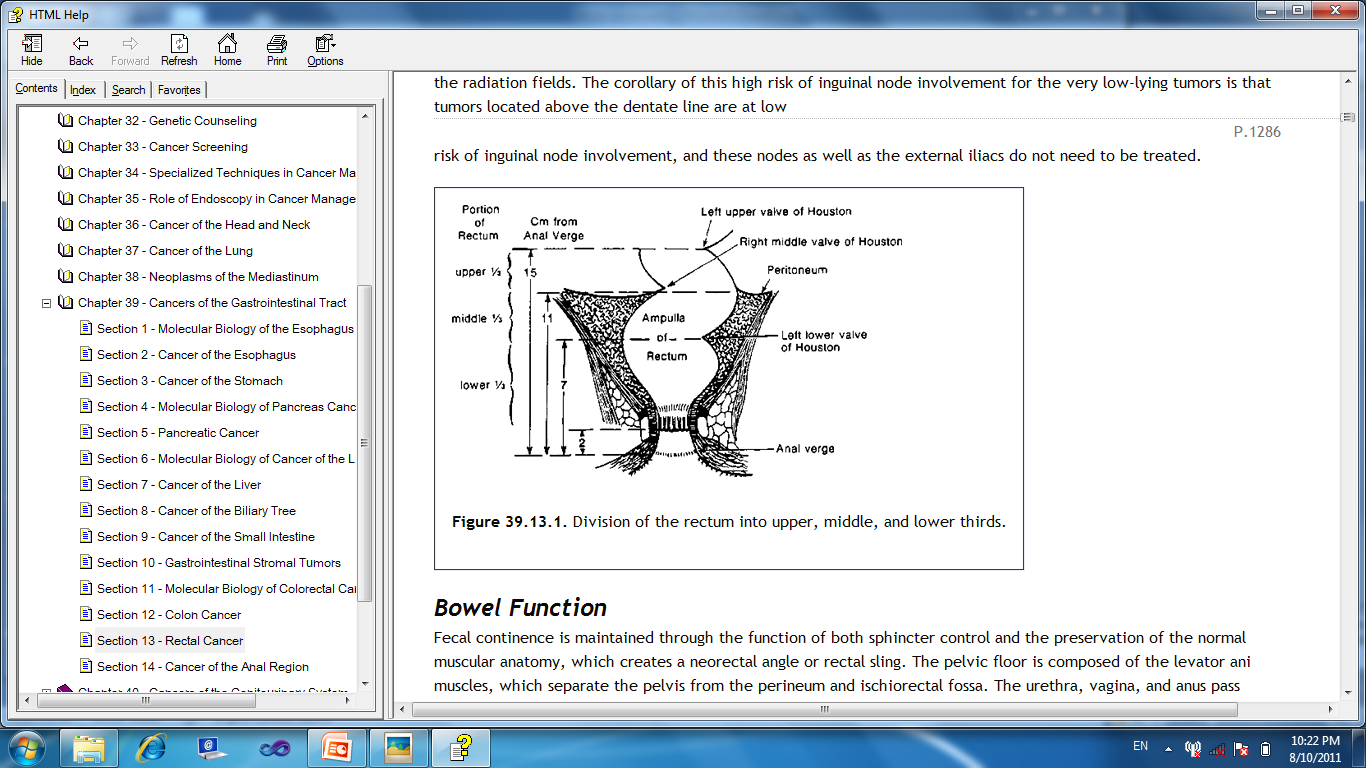 HTML Help
Hide
Back
Forward
Refresh
Home
Print
Options
Contents
Index
Search
Favorites
Chapter 32 - Genetic Counseling
Chapter 33 - Cancer Screening
Chapter 34 - Specialized Techniques in Cancer Ma
Chapter 35 - Role of Endoscopy in Cancer Manage
Chapter 36 - Cancer of the Head and Neck
Chapter 37 - Cancer of the Lung
Chapter 38 - Neoplasms of the Mediastinum
Chapter 39 - Cancers of the Gastrointestinal Tract
Section 1 - Molecular Biology of the Esophagus
Section 2 - Cancer of the Esophagus
Section 3 - Cancer of the Stomach
Section 4 - Molecular Biology of Pancreas Canc
Section 5 - Pancreatic Cancer
Section 6 - Molecular Biology of Cancer of the L
Section 7 - Cancer of the Liver
Section 8 - Cancer of the Biliary Tree
Section 9 - Cancer of the Small Intestine
Section 10 - Gastrointestinal Stromal Tumors
Section 11 - Molecular Biology of Colorectal Ca
Section 12 - Colon Cancer
Section 13 - Rectal Cancer
Section 14 - Cancer of the Anal Region
Chapter 40 - Cancers of the Genitourinary System
the radiation fields. The corollary of this high risk of inguinal node involvement for the very low-lying tumors is that
tumors located above the dentate line are at low
P.1286
risk of inguinal node involvement, and these nodes as well as the external iliacs do not need to be treated.
Portion
of
Rectum
Cm from
Anal Verge
Left upper valve of Houston
Right middle valve of Houston
upper ⅓
15
Peritoneum
middle ⅓
11
Ampulla
of
Rectum
Left lower valve
of Houston
lower ⅓
7
2
Anal verge
Figure 39.13.1. Division of the rectum into upper, middle, and lower thirds.
Bowel Function
Fecal continence is maintained through the function of both sphincter control and the preservation of the normal
muscular anatomy, which creates a neorectal angle or rectal sling. The pelvic floor is composed of the levator ani
muscles, which separate the pelvis from the perineum and ischiorectal fossa. The urethra, vagina, and anus pass
EN
10:22 PM
8/10/2011